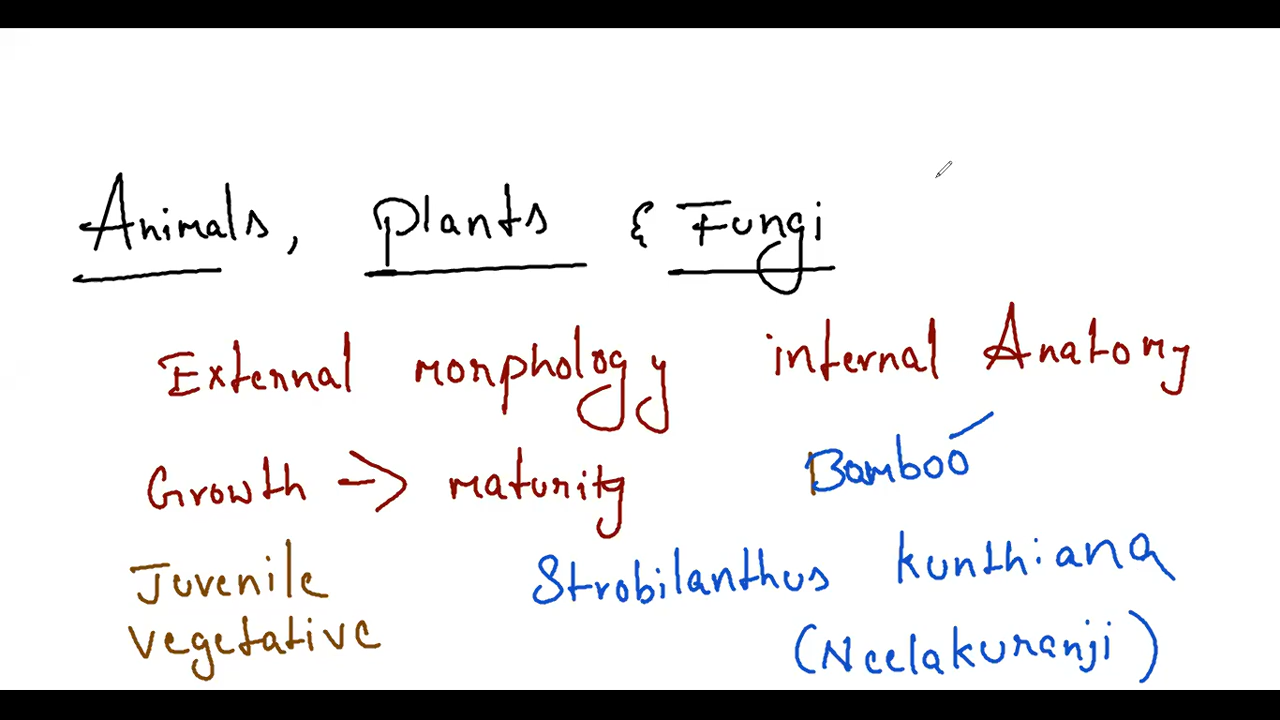 Animals, Plants & Fungi
External morphology internal Anatomy
Growth -> maturity Bamboo
Juvenile Strobilanthus kunthiana
vegetative (Neelakuranji)